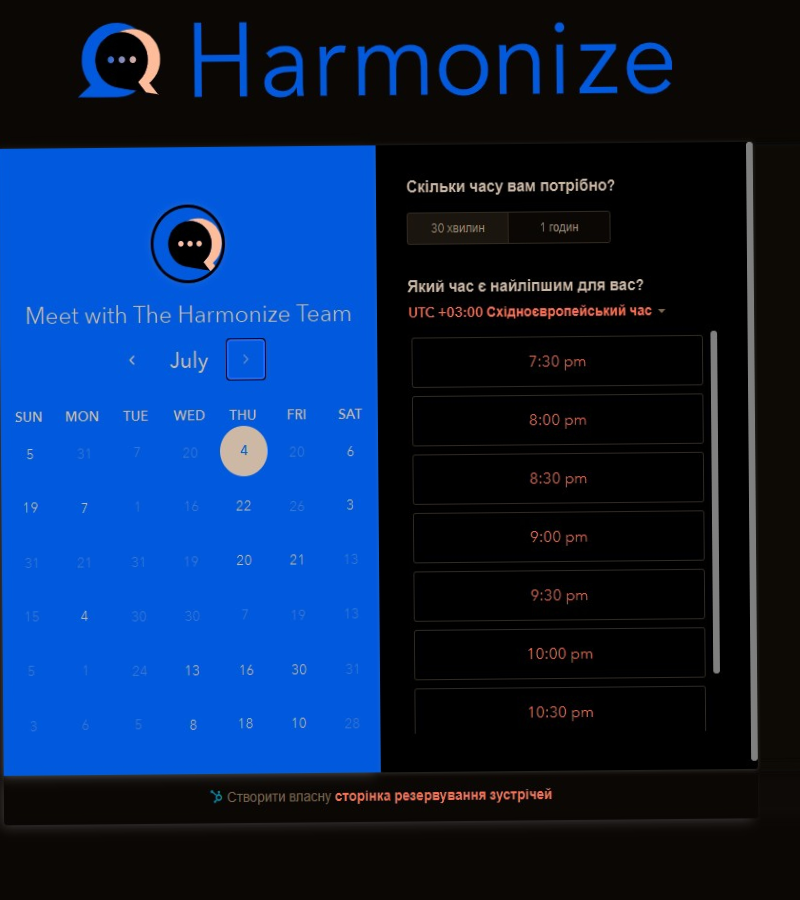 Harmonize
Meet with The Harmonize Team
July
SUN MON TUE WED THU FRI SAT
5 31 7 20 4 20 6
19 7 1 16 22 26 3
31 21 31 19 20 21 13
15 4 30 30 7 19 13
5 1 24 13 16 30 31
3 6 5 8 18 10 28
Скільки часу вам потрібно?
30 хвилин 1 годин
Який час є найліпшим для вас?
UTC +03:00 Східноєвропейський час
7:30 pm
8:00 pm
8:30 pm
9:00 pm
9:30 pm
10:00 pm
10:30 pm
Створити власну сторінка резервування зустрічей